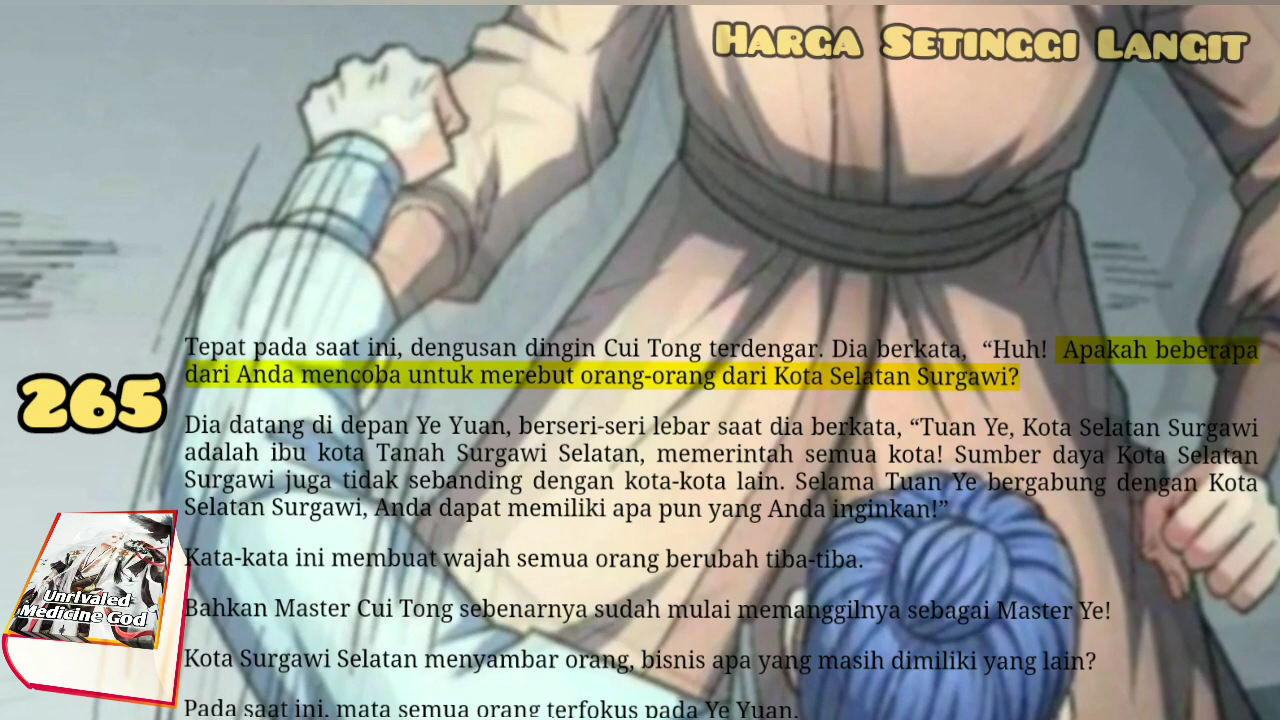 Harga Setinggi Langit
Tepat pada saat ini, dengusan dingin Cui Tong terdengar. Dia berkata, “Huh! Apakah beberapa
dari Anda mencoba untuk merebut orang-orang dari Kota Selatan Surgawi?
265
Dia datang di depan Ye Yuan, berseri-seri lebar saat dia berkata, “Tuan Ye, Kota Selatan Surgawi
adalah ibu kota Tanah Surgawi Selatan, memerintah semua kota! Sumber daya Kota Selatan
Surgawi juga tidak sebanding dengan kota-kota lain. Selama Tuan Ye bergabung dengan Kota
Selatan Surgawi, Anda dapat memiliki apa pun yang Anda inginkan!”
Kata-kata ini membuat wajah semua orang berubah tiba-tiba.
Unrivaled
Medicine God
Bahkan Master Cui Tong sebenarnya sudah mulai memanggilnya sebagai Master Ye!
Kota Surgawi Selatan menyambar orang, bisnis apa yang masih dimiliki yang lain?
Pada saat ini, mata semua orang terfokus pada Ye Yuan.